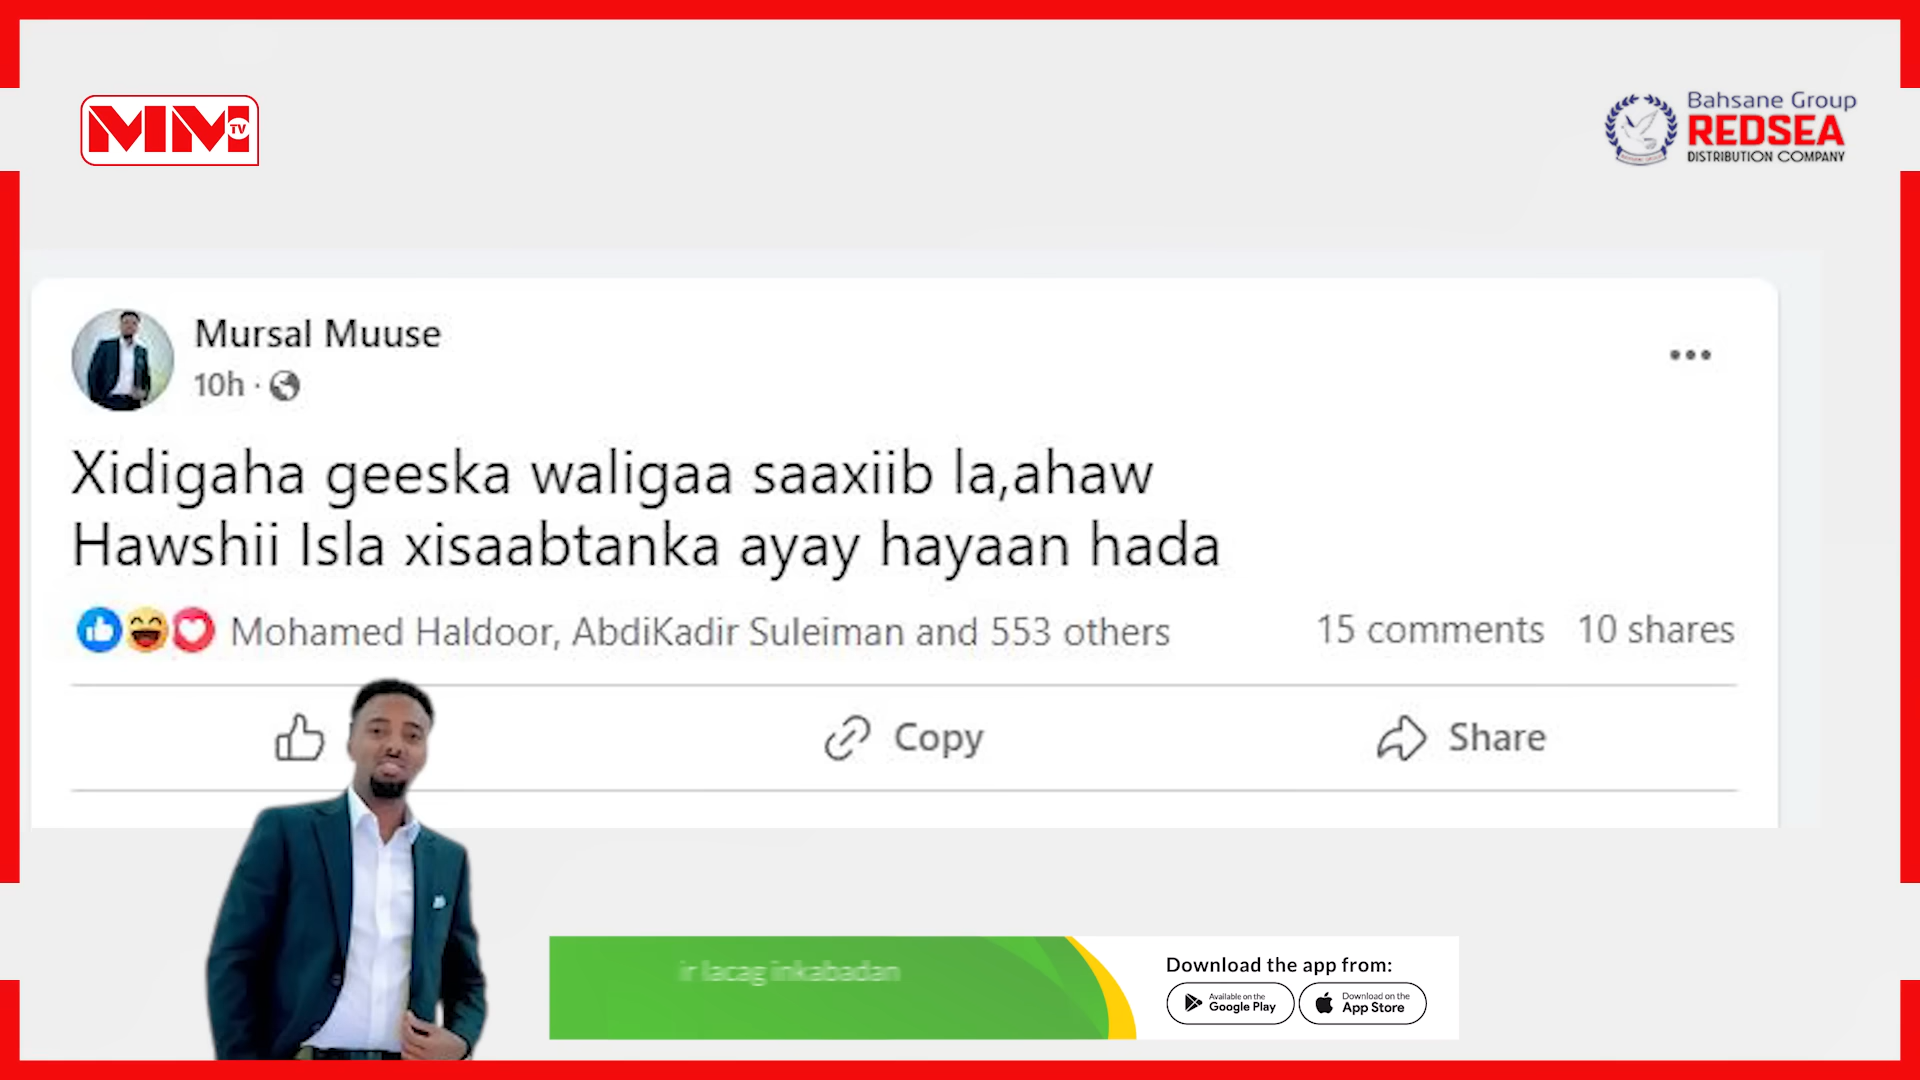 MM TV
Bahsane Group
REDSEA
DISTRIBUTION COMPANY
Mursal Muuse
10h ·
Xidigaha geeska waligaa saaxiib la,ahaw
Hawshii Isla xisaabtanka ayay hayaan hada
Mohamed Haldoor, AbdiKadir Suleiman and 553 others
15 comments 10 shares
Copy
Share
ir lacag inkabadan
Download the app from:
Available on the
Google Play
Download on the
App Store